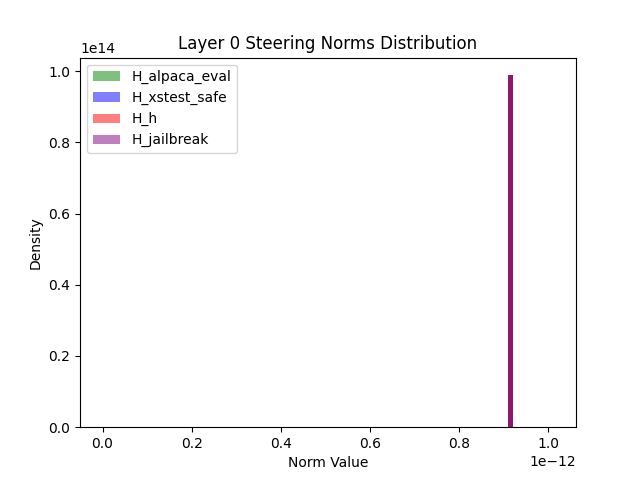 Layer 0 Steering Norms Distribution
1e14
H_alpaca_eval
H_xstest_safe
H_h
H_jailbreak
1.0
0.8
0.6
0.4
0.2
0.0
Density
0.0 0.2 0.4 0.6 0.8 1.0
1e−12
Norm Value